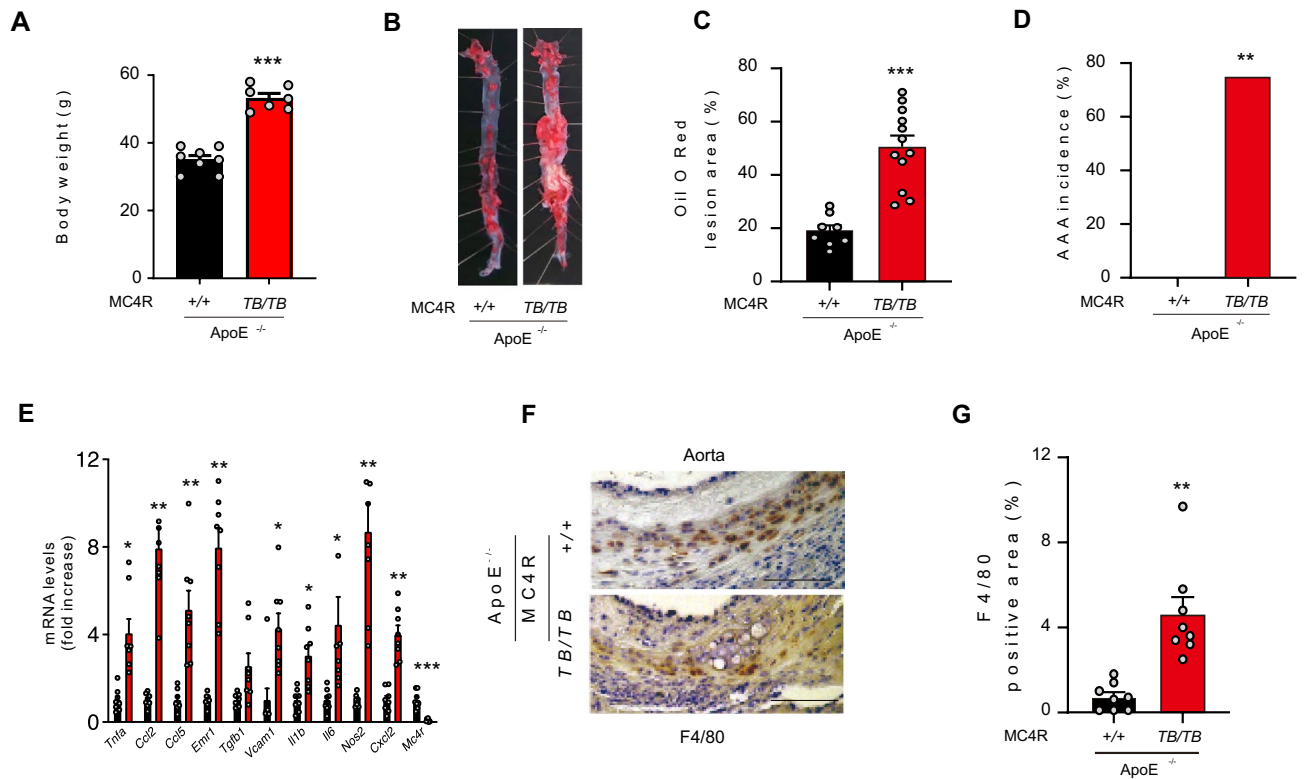 A
Body weight (g)
60
40
20
0
***
MC4R
+/+
TB/TB
ApoE -/-
B
MC4R
+/+
TB/TB
ApoE -/-
C
Oil O Red
lesion area (%)
80
60
40
20
0
***
MC4R
+/+
TB/TB
ApoE -/-
D
AAA incidence (%)
80
60
40
20
0
**
MC4R
+/+
TB/TB
ApoE -/-
E
mRNA levels
(fold increase)
12
8
4
0
*
**
**
**
*
*
*
**
**
***
Tnfa
Ccl2
Ccl5
Emr1
Tgfb1
Vcam1
Il1b
Il6
Nos2
Cxcl2
Mc4r
F
Aorta
ApoE -/-
MC4R
+/+
TB/TB
F4/80
G
F4/80
positive area (%)
12
8
4
0
**
MC4R
+/+
TB/TB
ApoE -/-